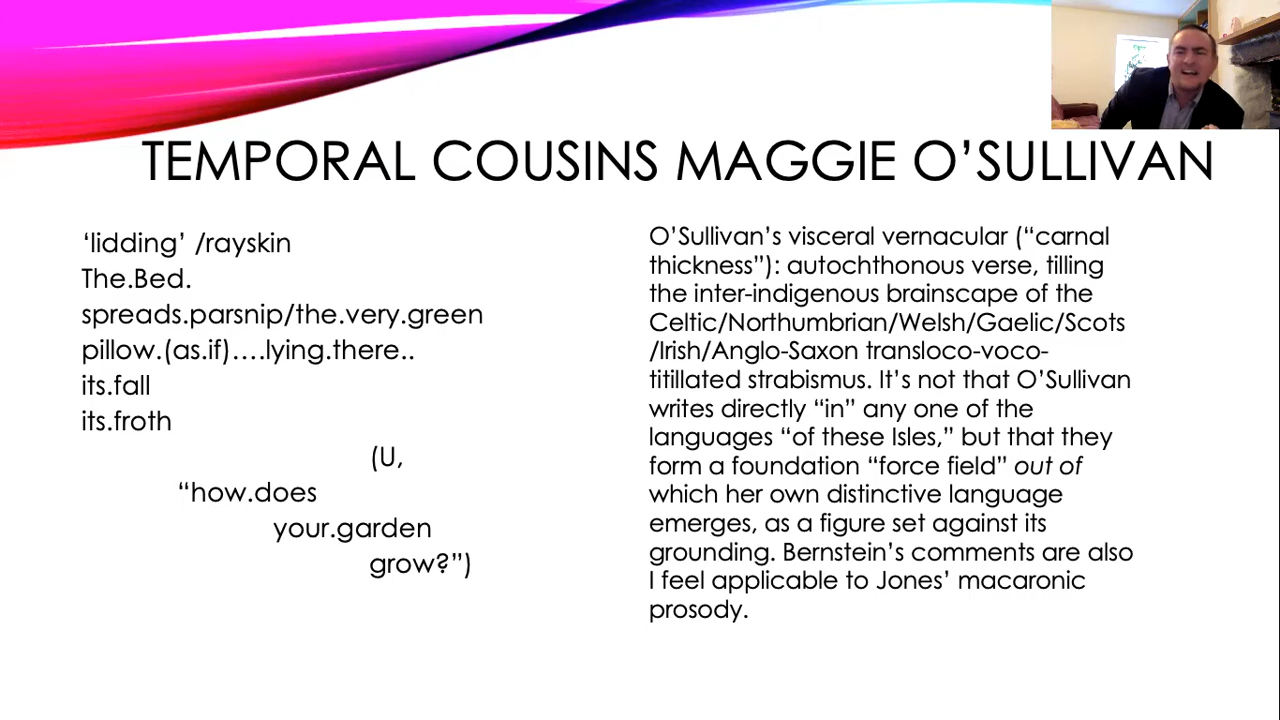 TEMPORAL COUSINS MAGGIE O’SULLIVAN
‘lidding’ /rayskin
The.Bed.
spreads.parsnip/the.very.green
pillow.(as.if)....lying.there..
its.fall
its.froth
(U,
“how.does
your.garden
grow?”)
O’Sullivan’s visceral vernacular (“carnal
thickness”): autochthonous verse, tilling
the inter-indigenous brainscape of the
Celtic/Northumbrian/Welsh/Gaelic/Scots
/Irish/Anglo-Saxon transloco-voco-
titillated strabismus. It’s not that O’Sullivan
writes directly “in” any one of the
languages “of these Isles,” but that they
form a foundation “force field” out of
which her own distinctive language
emerges, as a figure set against its
grounding. Bernstein’s comments are also
I feel applicable to Jones’ macaronic
prosody.